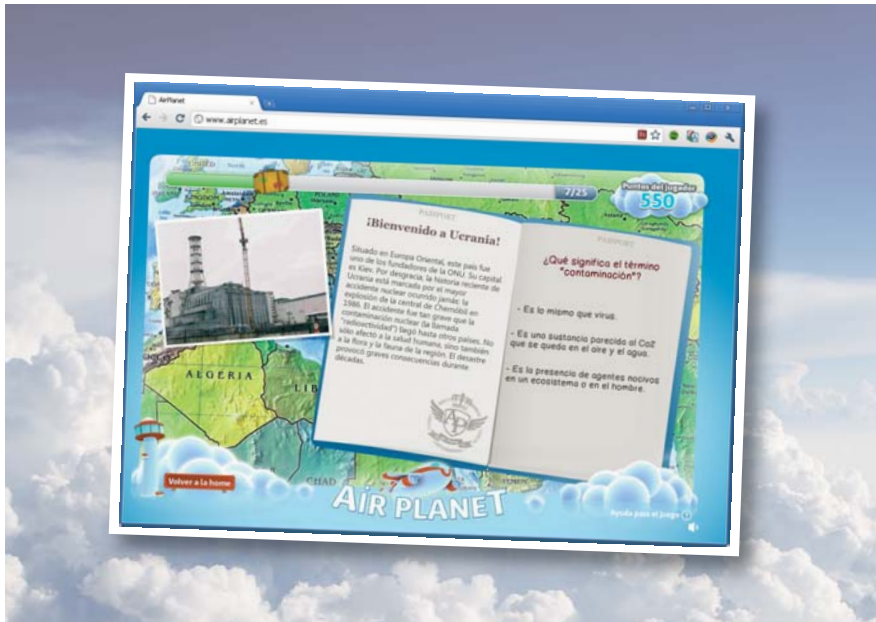 AirPlanet
www.airplanet.es
7/25
Puntos del jugador
550
PASSPORT
¡Bienvenido a Ucrania!
Situado en Europa Oriental, este país fue
uno de los fundadores de la ONU. Su capital
es Kiev. Por desgracia, la historia reciente de
Ucrania está marcada por el mayor
accidente nuclear ocurrido jamás: la
explosión de la central de Chernóbil en
1986. El accidente fue tan grave que la
contaminación nuclear (la llamada
"radioactividad") llegó hasta otros países. No
sólo afectó a la salud humana, sino también
a la flora y la fauna de la región. El desastre
provocó graves consecuencias durante
décadas.
PASSPORT
¿Qué significa el término
"contaminación"?
- Es lo mismo que virus.
- Es una sustancia parecida al Co2
que se queda en el aire y el agua.
- Es la presencia de agentes nocivos
en un ecosistema o en el hombre.
ALGERIA
LIB
CHAD
AP
Volver a la home
AIR PLANET
Ayuda para el juego